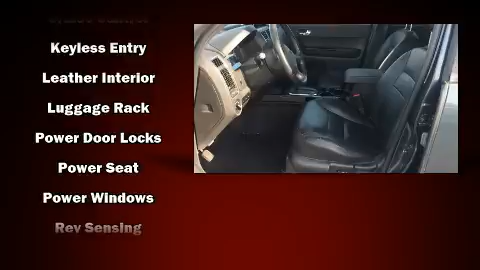 Keyless Entry
Leather Interior
Luggage Rack
Power Door Locks
Power Seat
Power Windows
Rev Sensing